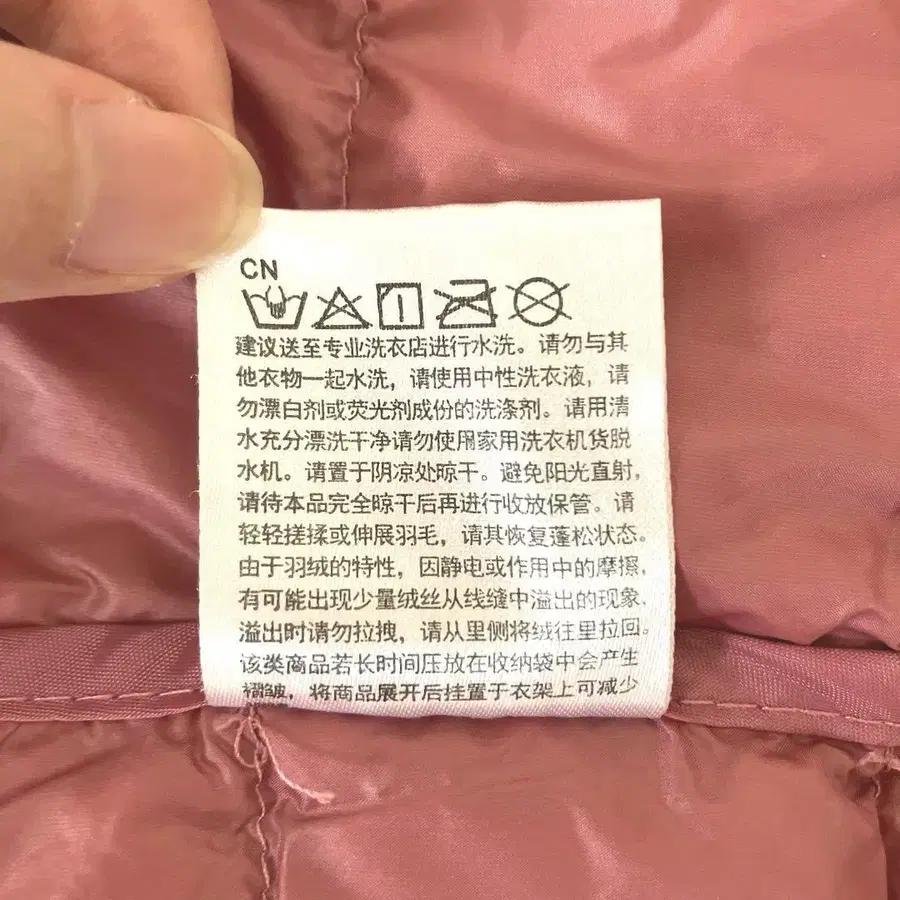 CN
建议送至专业洗衣店进行水洗。请勿与其
他衣物一起水洗，请使用中性洗衣液，请
勿漂白剂或荧光剂成份的洗涤剂。请用清
水充分漂洗干净请勿使用家用洗衣机货脱
水机。请置于阴凉处晾干。避免阳光直射，
请待本品完全晾干后再进行收放保管。请
轻轻搓揉或伸展羽毛，请其恢复蓬松状态。
由于羽绒的特性，因静电或作用中的摩擦，
有可能出现少量绒丝从线缝中溢出的现象，
溢出时请勿拉拽，请从里侧将绒往里拉回。
该类商品若长时间压放在收纳袋中会产生
褶皱，将商品展开后挂置于衣架上可减少